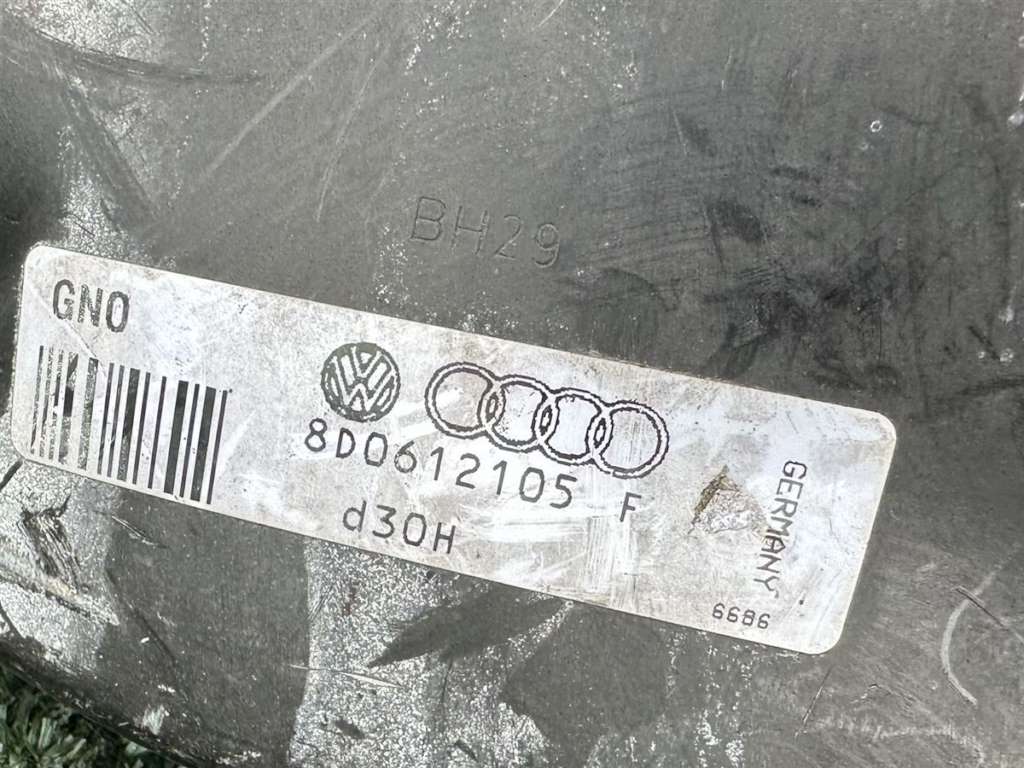 BH29
GNO
8D0612105 F
d30H
GERMANY
9899